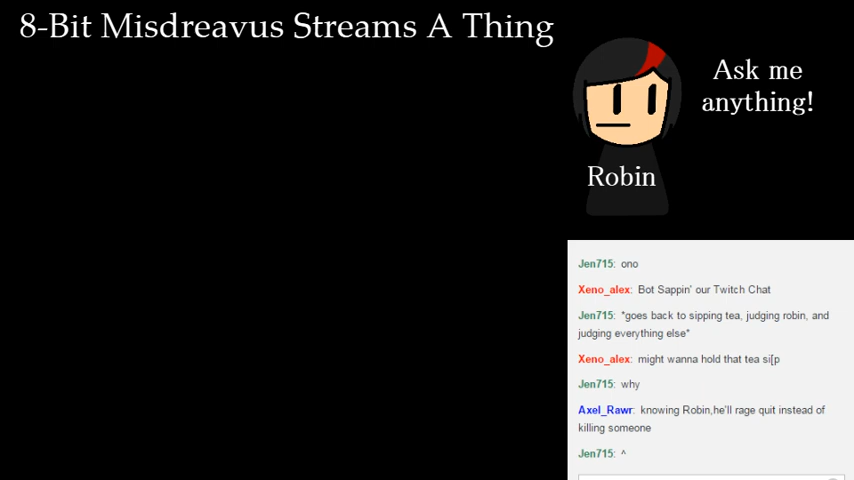 8-Bit Misdreavus Streams A Thing
Ask me
anything!
Robin
Jen715: ono
Xeno_alex: Bot Sappin' our Twitch Chat
Jen715: *goes back to sipping tea, judging robin, and
judging everything else*
Xeno_alex: might wanna hold that tea si[p
Jen715: why
Axel_Rawr: knowing Robin,he'll rage quit instead of
killing someone
Jen715: ^